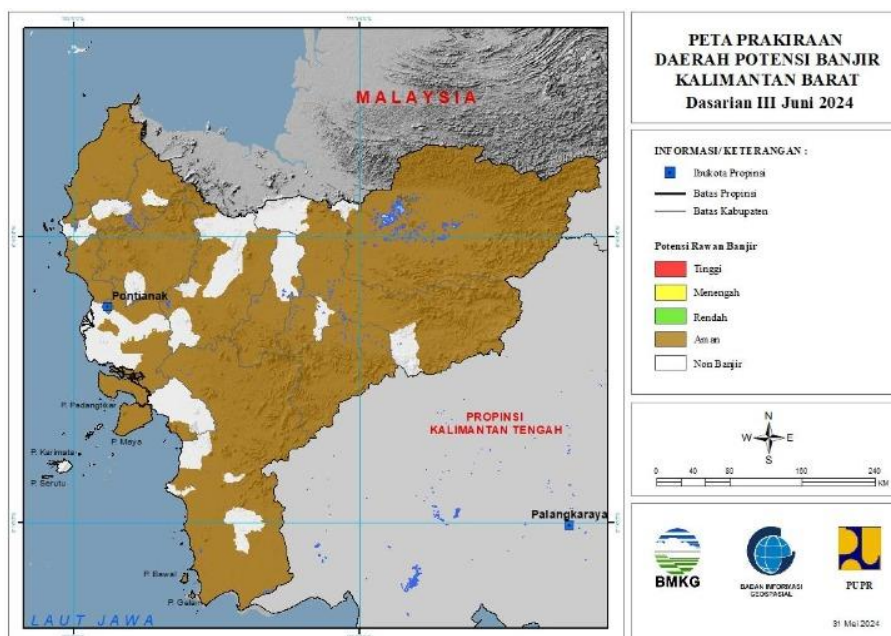 MALAYSIA
Pontianak
P. Padangtikar
P. Maya
P. Karimata
P. Serutu
PROPINSI
KALIMANTAN TENGAH
Palangkaraya
P. Bawal
P. Gelam
LAUT JAWA
PETA PRAKIRAAN
DAERAH POTENSI BANJIR
KALIMANTAN BARAT
Dasarian III Juni 2024
INFORMASI/KETERANGAN :
Ibukota Propinsi
Batas Propinsi
Batas Kabupaten
Potensi Rawan Banjir
Tinggi
Menengah
Rendah
Aman
Non Banjir
N
W E
S
0 40 80 160 240
KM
BMKG
BADAN INFORMASI
GEOSPASIAL
PUPR
31 Mei 2024